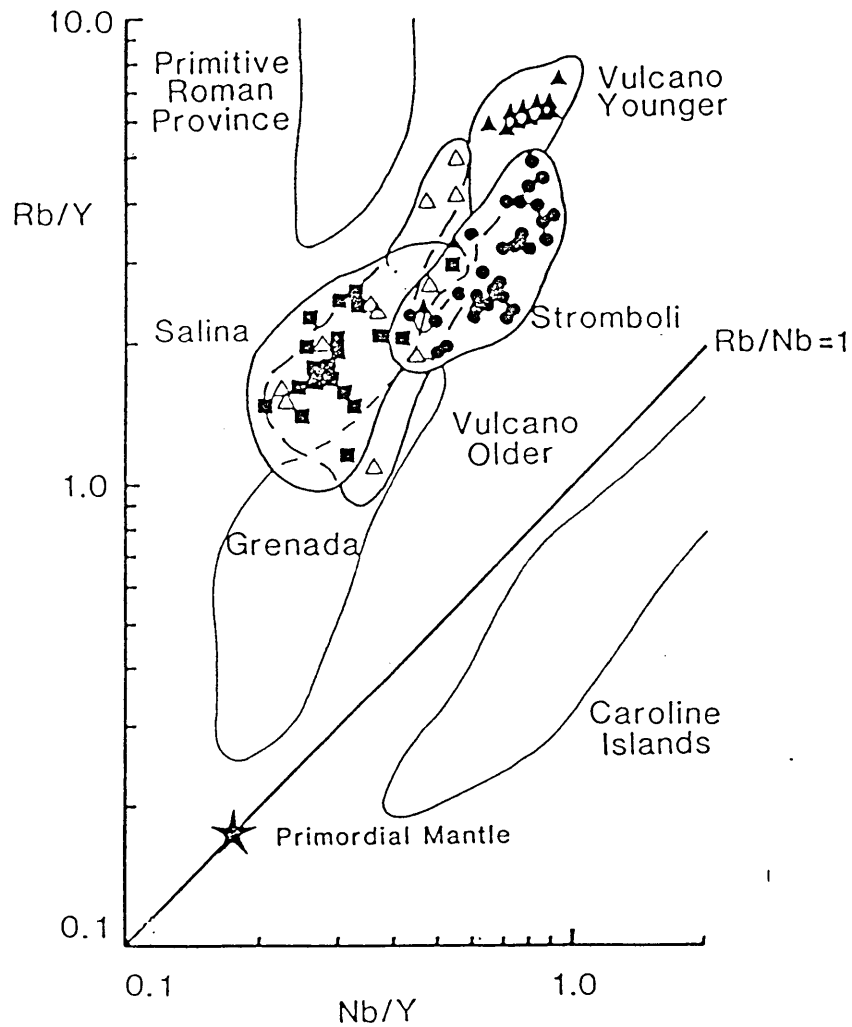 10.0
Primitive
Roman
Province
Vulcano
Younger
Rb/Y
Salina
Stromboli
Rb/Nb=1
Vulcano
Older
1.0
Grenada
Caroline
Islands
Primordial Mantle
0.1
0.1
1.0
Nb/Y